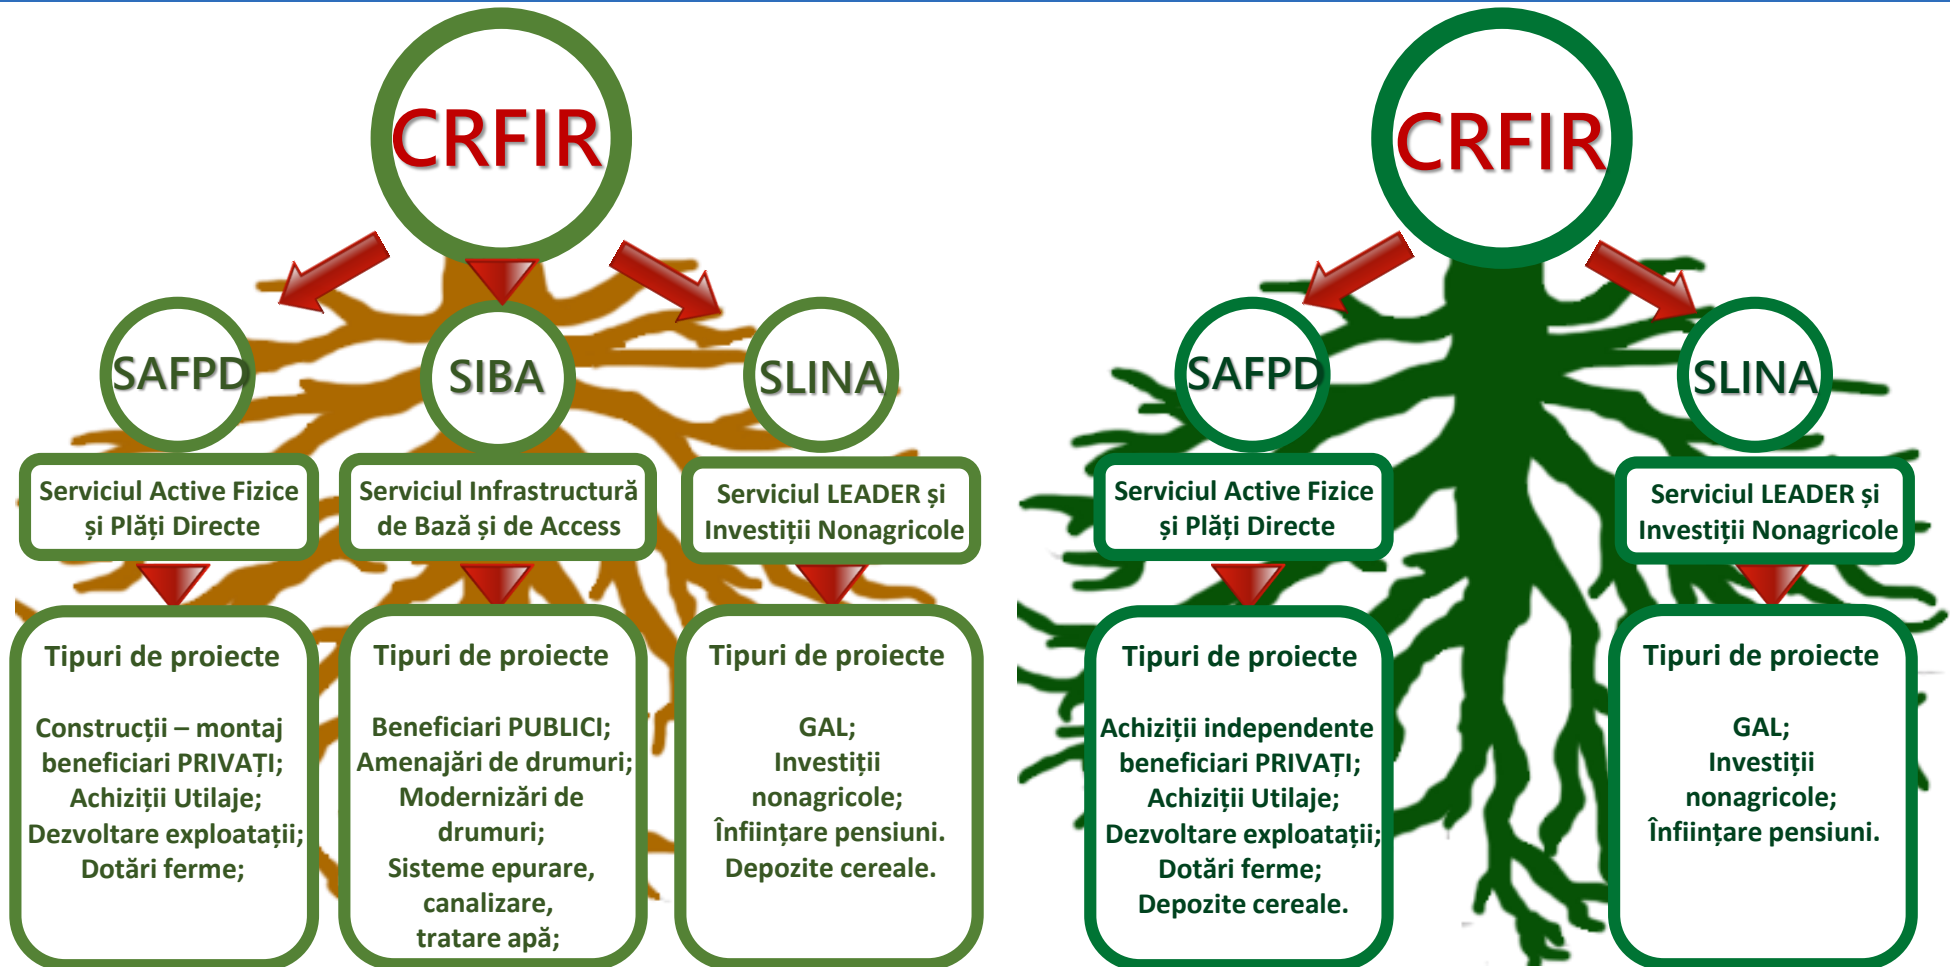 CRFIR
SAFPD
SIBA
SLINA
Serviciul Active Fizice
și Plăți Directe
Serviciul Infrastructură
de Bază și de Access
Serviciul LEADER și
Investiții Nonagricole
Tipuri de proiecte
Construcții – montaj
beneficiari PRIVAȚI;
Achiziții Utilaje;
Dezvoltare exploatații;
Dotări ferme;
Tipuri de proiecte
Beneficiari PUBLICI;
Amenajări de drumuri;
Modernizări de
drumuri;
Sisteme epurare,
canalizare,
tratare apă;
Tipuri de proiecte
GAL;
Investiții
nonagricole;
Înființare pensiuni.
Depozite cereale.
CRFIR
SAFPD
SLINA
Serviciul Active Fizice
și Plăți Directe
Serviciul LEADER și
Investiții Nonagricole
Tipuri de proiecte
Achiziții independente
beneficiari PRIVAȚI;
Achiziții Utilaje;
Dezvoltare exploatații;
Dotări ferme;
Depozite cereale.
Tipuri de proiecte
GAL;
Investiții
nonagricole;
Înființare pensiuni.